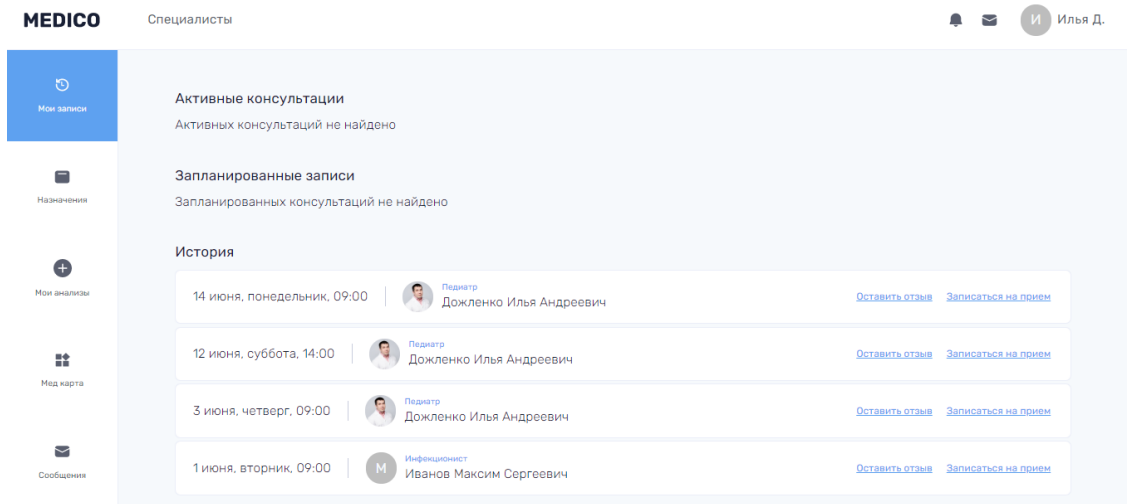 MEDICO
Специалисты
И
Илья Д.
Мои записи
Назначения
Мои анализы
Мед карта
Сообщения
Активные консультации
Активных консультаций не найдено
Запланированные записи
Запланированных консультаций не найдено
История
14 июня, понедельник, 09:00
Педиатр
Дожленко Илья Андреевич
Оставить отзыв Записаться на прием
12 июня, суббота, 14:00
Педиатр
Дожленко Илья Андреевич
Оставить отзыв Записаться на прием
3 июня, четверг, 09:00
Педиатр
Дожленко Илья Андреевич
Оставить отзыв Записаться на прием
1 июня, вторник, 09:00
М
Инфекционист
Иванов Максим Сергеевич
Оставить отзыв Записаться на прием